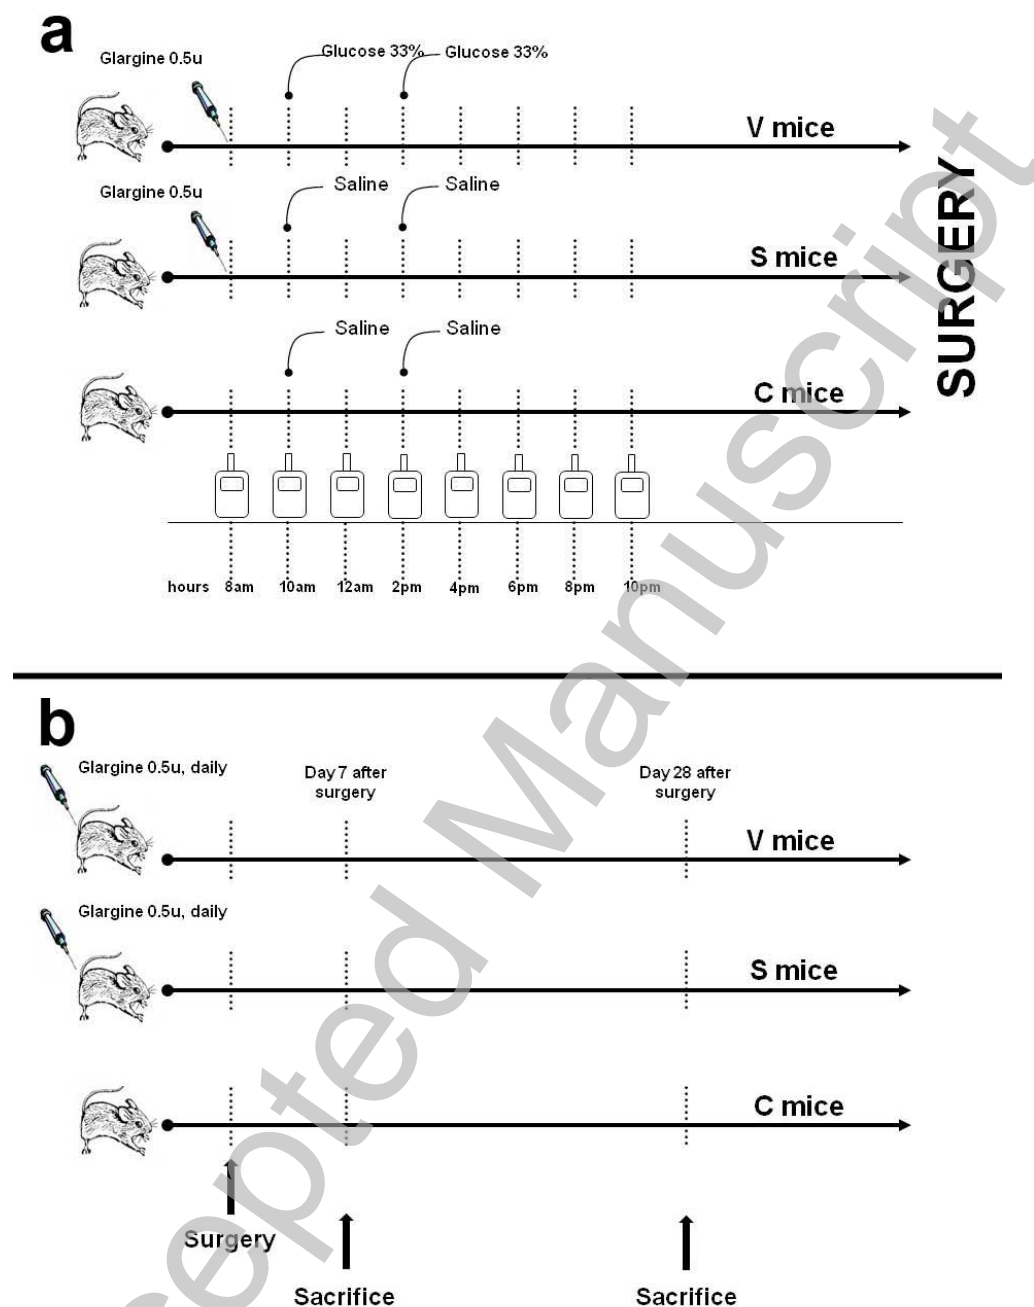 a
Glargine 0.5u
Glucose 33%
Glucose 33%
V mice
Glargine 0.5u
Saline
Saline
S mice
Saline
Saline
C mice
SURGERY
hours 8am 10am 12am 2pm 4pm 6pm 8pm 10pm
b
Glargine 0.5u, daily
Day 7 after
surgery
Day 28 after
surgery
V mice
Glargine 0.5u, daily
S mice
C mice
Surgery
Sacrifice
Sacrifice
epted Manuscript